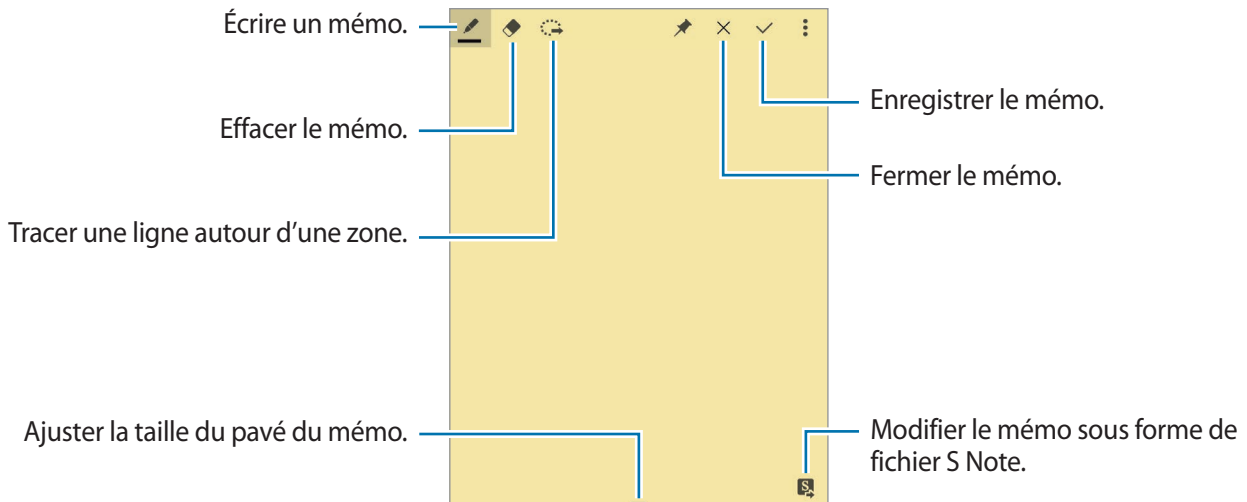 Écrire un mémo.
Enregistrer le mémo.
Effacer le mémo.
Fermer le mémo.
Tracer une ligne autour d’une zone.
Ajuster la taille du pavé du mémo.
Modifier le mémo sous forme de
fichier S Note.
S